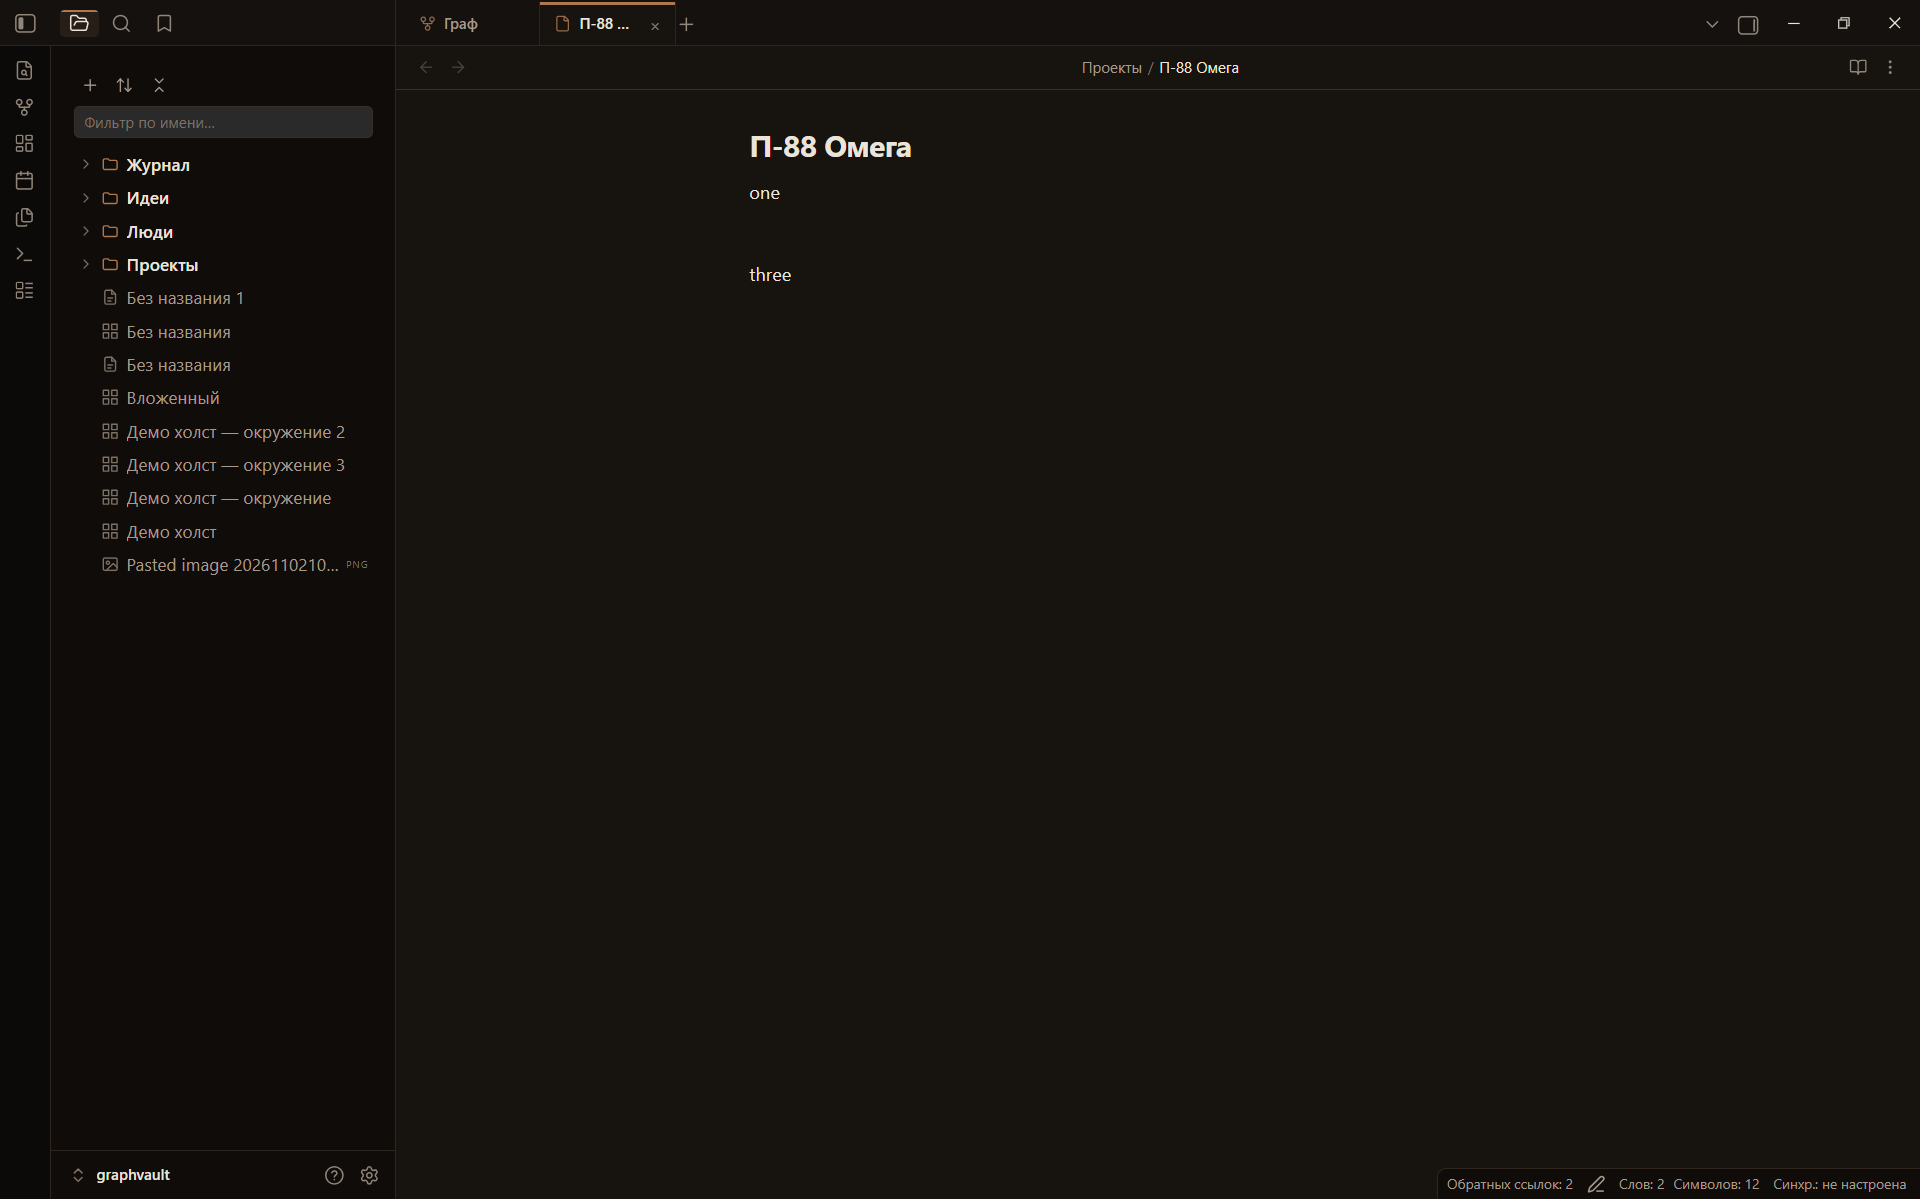 Граф
П-88 ...
Проекты / П-88 Омега
Фильтр по имени...
Журнал
Идеи
Люди
Проекты
Без названия 1
Без названия
Без названия
Вложенный
Демо холст — окружение 2
Демо холст — окружение 3
Демо холст — окружение
Демо холст
Pasted image 2026110210... PNG
П-88 Омега
one
three
graphvault
Обратных ссылок: 2 Слов: 2 Символов: 12 Синхр.: не настроена